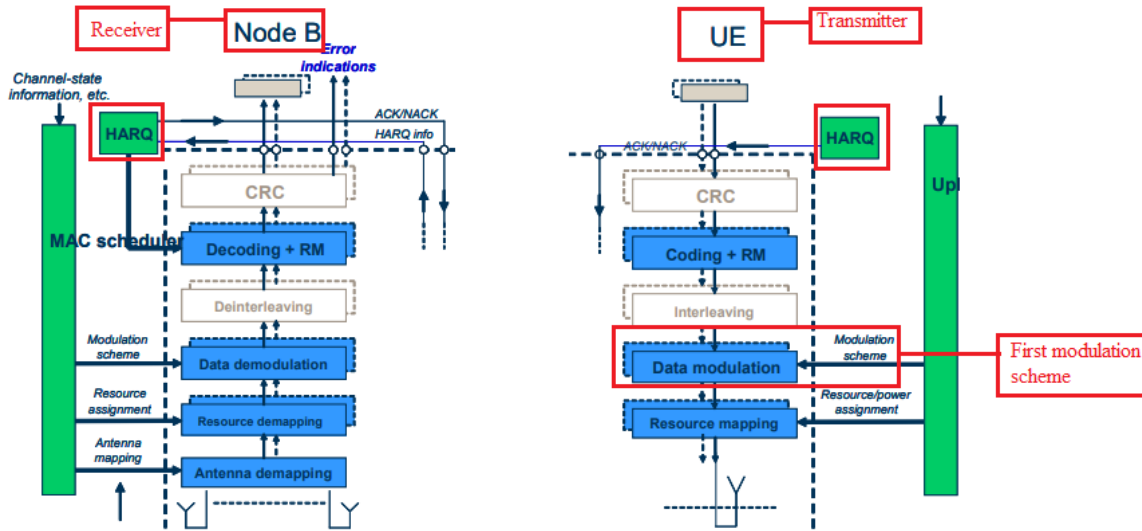 Receiver
Node B
Error
indications
Channel-state
information, etc.
HARQ
ACK/NACK
HARQ info
CRC
MAC scheduler
Decoding + RM
Deinterleaving
Modulation
scheme
Data demodulation
Resource
assignment
Resource demapping
Antenna
mapping
Antenna demapping
UE
Transmitter
HARQ
ACK/NACK
CRC
Upl
Coding + RM
Interleaving
Modulation
scheme
Data modulation
First modulation
scheme
Resource/power
assignment
Resource mapping